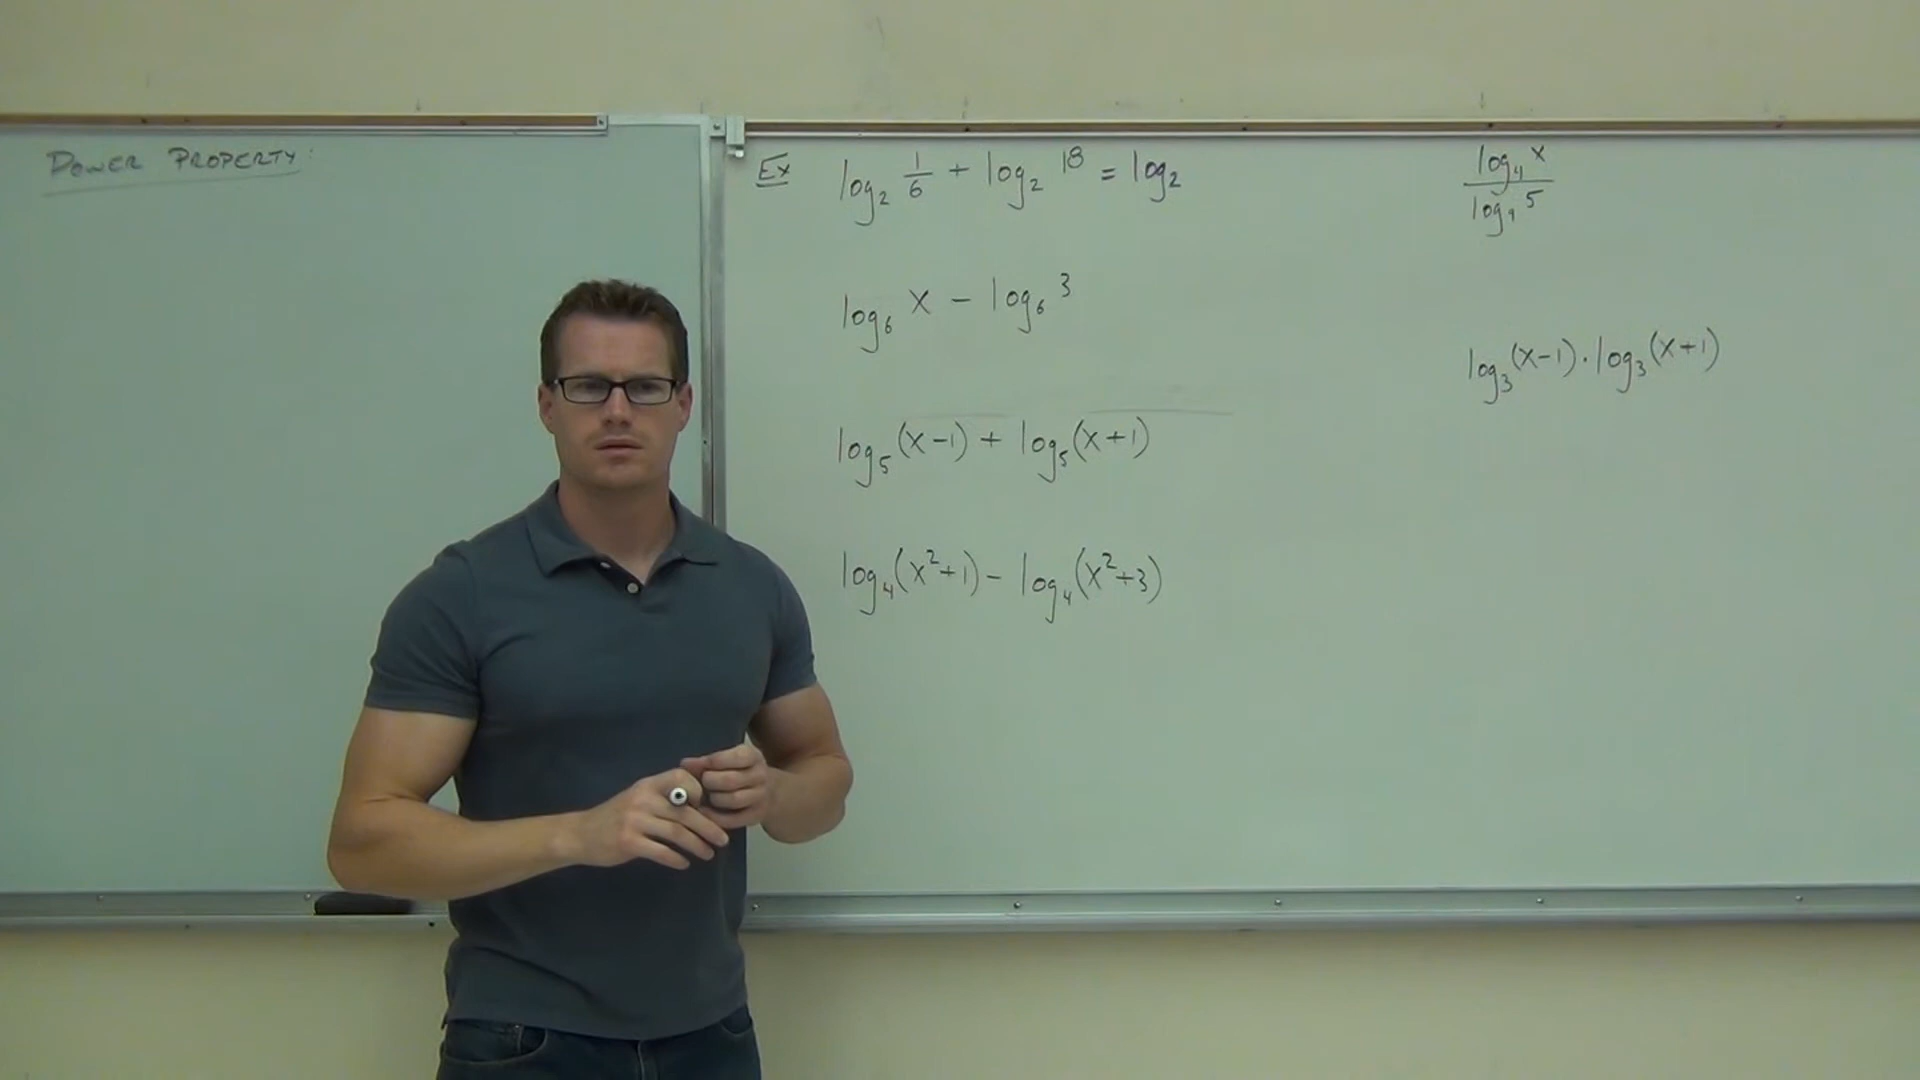 POWER PROPERTY:
Ex log₂ 1/6 + log₂ 18 = log₂
log₆ x − log₆ 3
log₅(x−1) + log₅(x+1)
log₄(x²+1) − log₄(x²+3)
log₄ x
log₄ 5
log₃(x−1)·log₃(x+1)